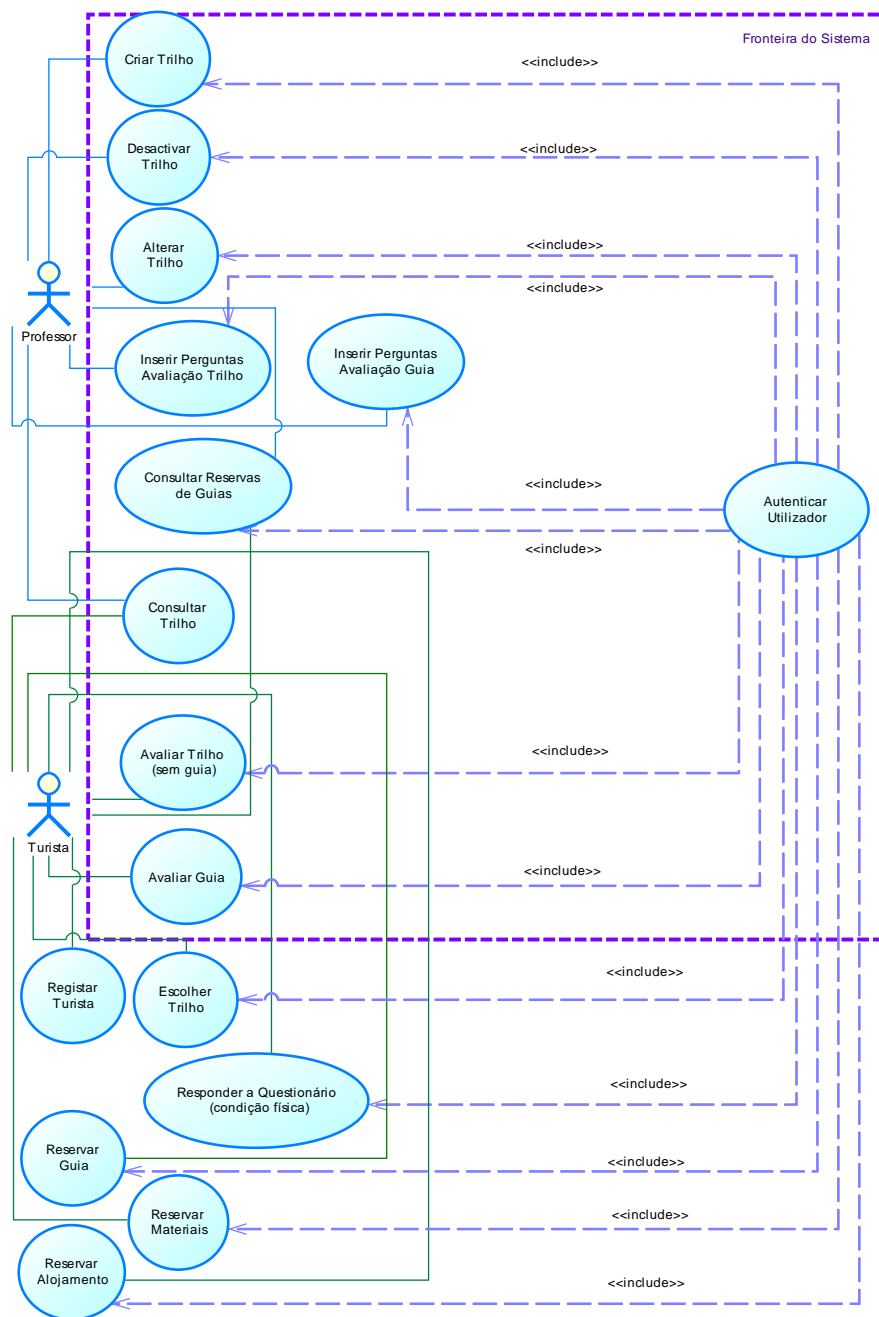 Fronteira do Sistema
Criar Trilho
<<include>>
Desactivar
Trilho
<<include>>
Alterar
Trilho
<<include>>
<<include>>
Professor
Inserir Perguntas
Avaliação Trilho
Inserir Perguntas
Avaliação Guia
Consultar Reservas
de Guias
<<include>>
Autenticar
Utilizador
<<include>>
Consultar
Trilho
Avaliar Trilho
(sem guia)
<<include>>
Turista
Avaliar Guia
<<include>>
Registar
Turista
Escolher
Trilho
<<include>>
Responder a Questionário
(condição física)
<<include>>
Reservar
Guia
<<include>>
Reservar
Materiais
<<include>>
Reservar
Alojamento
<<include>>